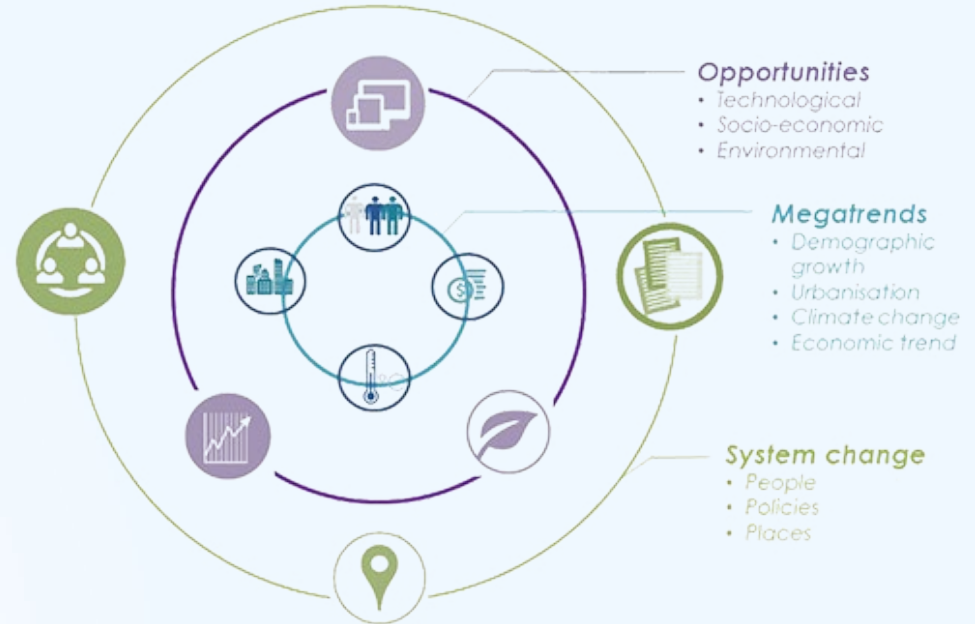 Opportunities
• Technological
• Socio-economic
• Environmental
Megatrends
• Demographic
growth
• Urbanisation
• Climate change
• Economic trend
$
System change
• People
• Policies
• Places